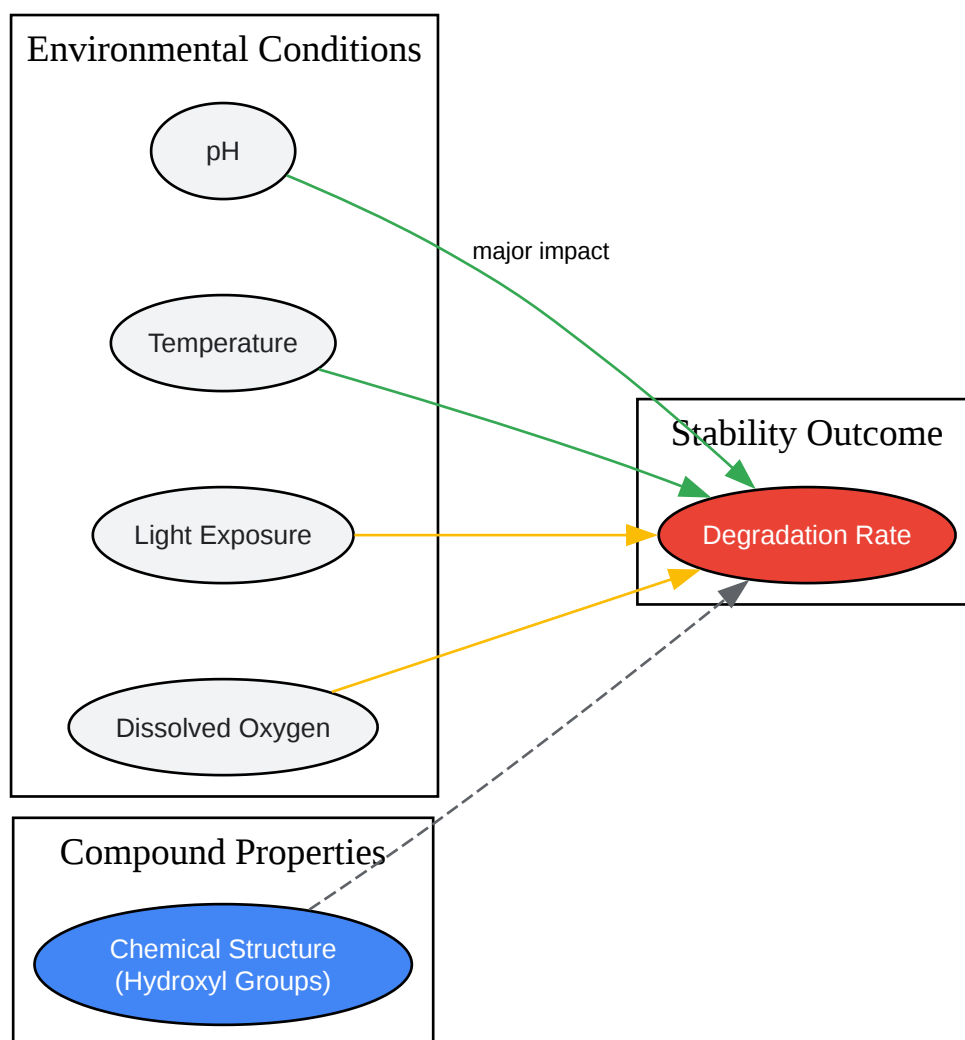 Environmental Conditions
pH
major impact
Temperature
Stability Outcome
Light Exposure
Degradation Rate
Dissolved Oxygen
Compound Properties
Chemical Structure
(Hydroxyl Groups)